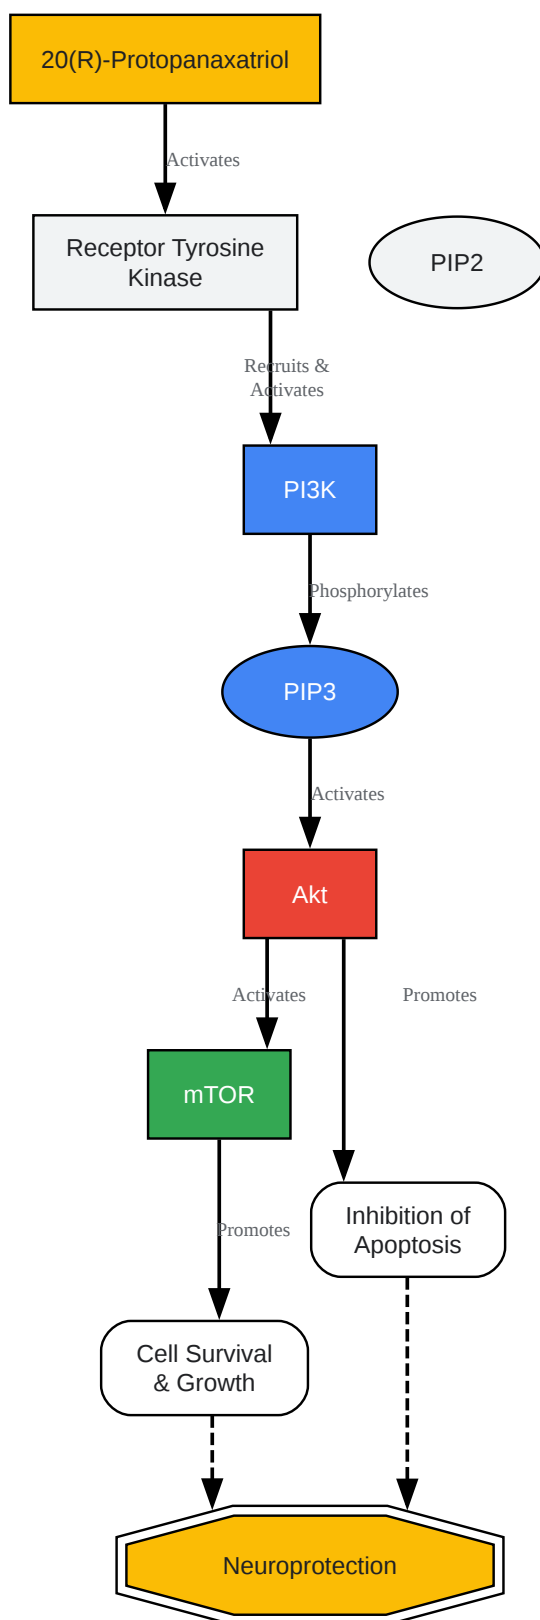 20(R)-Protopanaxatriol
Activates
Receptor Tyrosine
Kinase
PIP2
Recruits &
Activates
PI3K
Phosphorylates
PIP3
Activates
Akt
Activates
Promotes
mTOR
Inhibition of
Apoptosis
Promotes
Cell Survival
& Growth
Neuroprotection